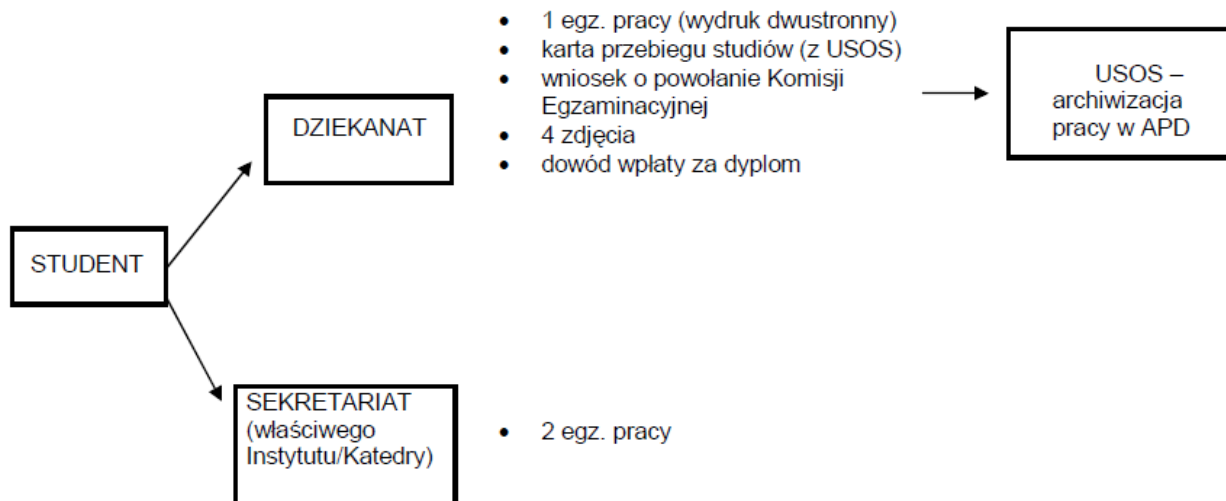 • 1 egz. pracy (wydruk dwustronny)
• karta przebiegu studiów (z USOS)
• wniosek o powołanie Komisji
Egzaminacyjnej
• 4 zdjęcia
• dowód wpłaty za dyplom
USOS –
archiwizacja
pracy w APD
DZIEKANAT
STUDENT
SEKRETARIAT
(właściwego
Instytutu/Katedry)
• 2 egz. pracy